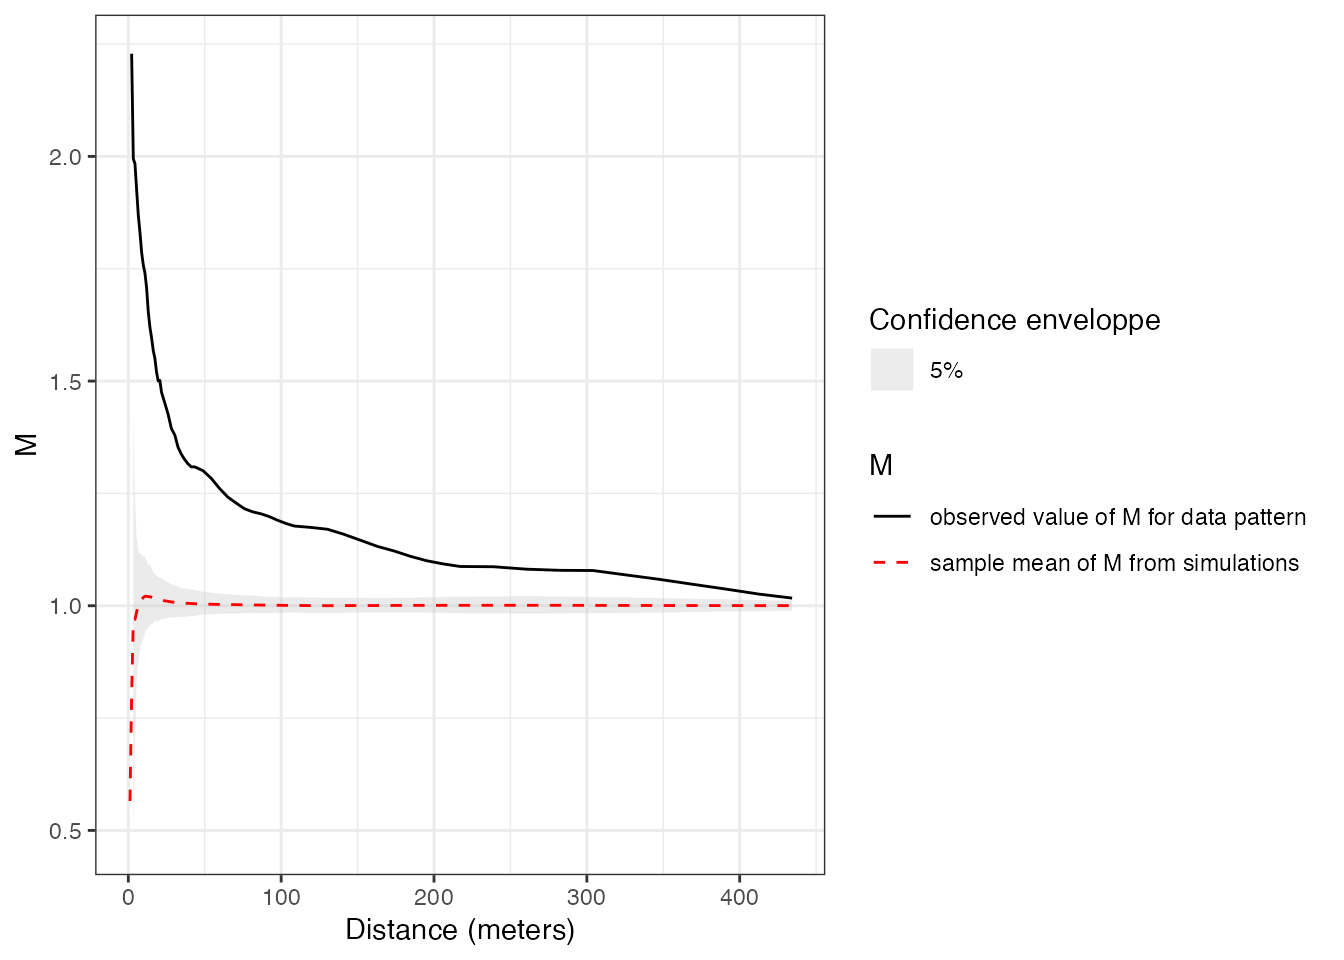 2.0
1.5
1.0
0.5
M
0
100
200
300
400
Distance (meters)
Confidence enveloppe
5%
M
observed value of M for data pattern
sample mean of M from simulations